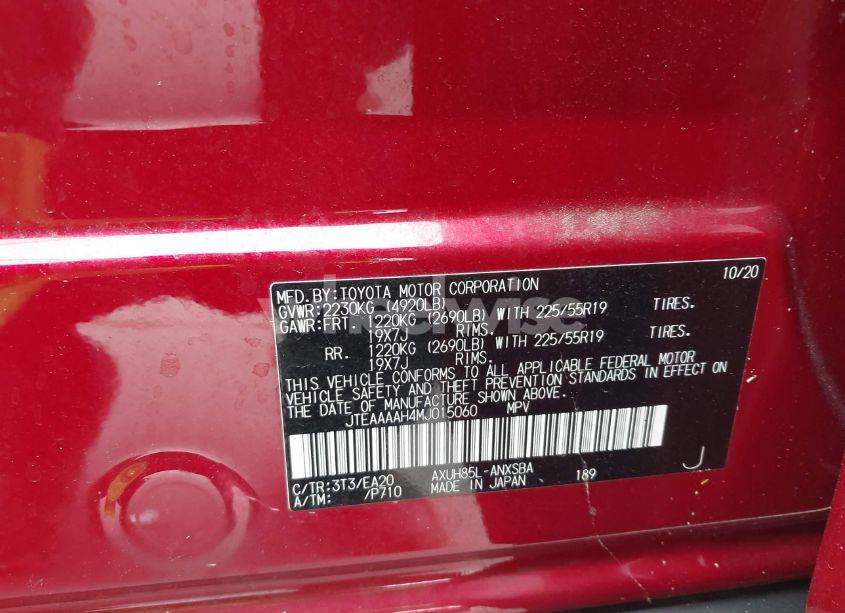 10/20
MFD.BY:TOYOTA MOTOR CORPORATION
GVWR:2230KG (4920LB)
GAWR:FRT 1220KG (2690LB) WITH 225/55R19 TIRES.
19X7J RIMS.
RR. 1220KG (2690LB) WITH 225/55R19 TIRES.
19X7J RIMS.
THIS VEHICLE CONFORMS TO ALL APPLICABLE FEDERAL MOTOR
VEHICLE SAFETY AND THEFT PREVENTION STANDARDS IN EFFECT ON
THE DATE OF MANUFACTURE SHOWN ABOVE.
JTEAAAAH4MJ015060 MPV
C/TR:3T3/EA20 AXUH85L-ANXSBA 189 J
A/TM: /P710 MADE IN JAPAN